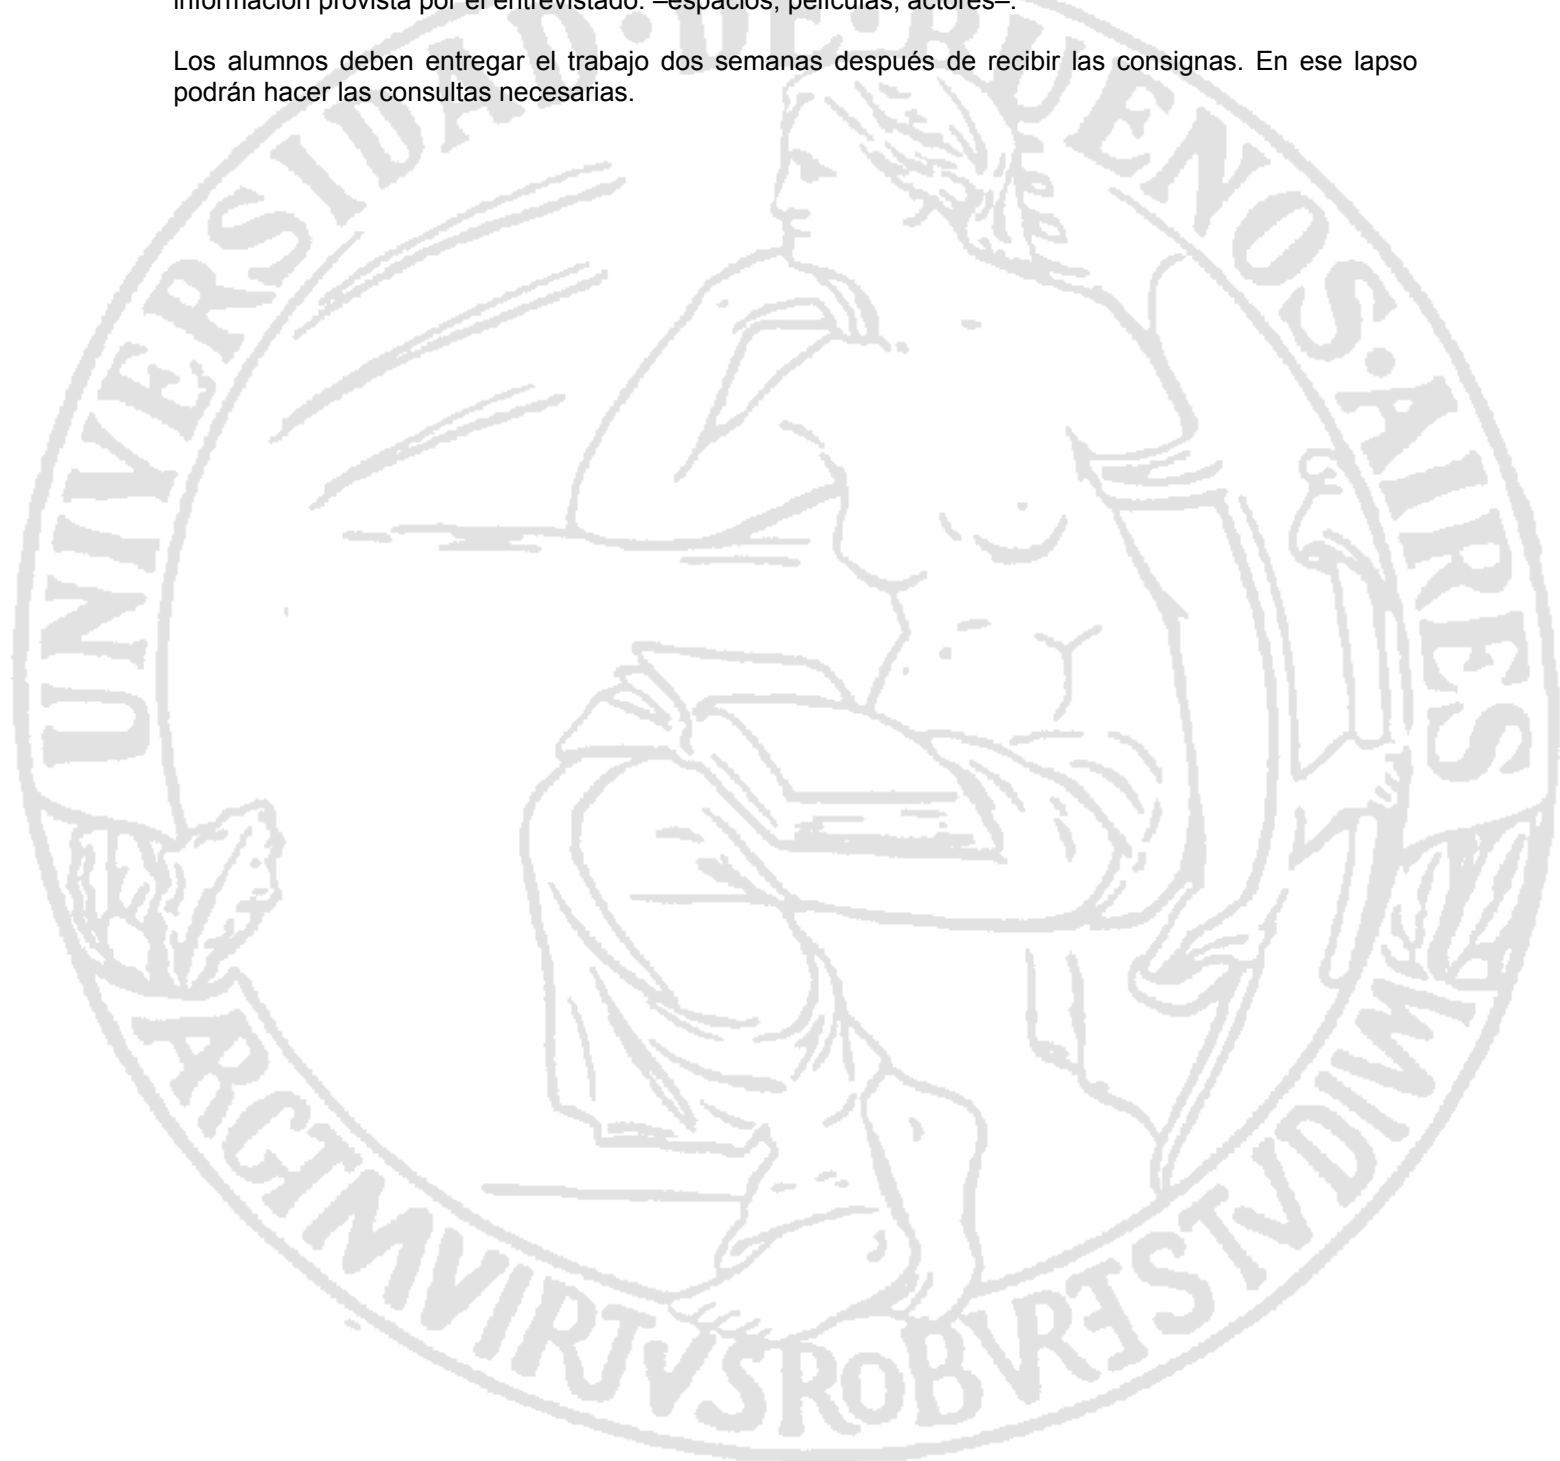 información provista por el entrevistado. –espacios, películas, actores–.
Los alumnos deben entregar el trabajo dos semanas después de recibir las consignas. En ese lapso
podrán hacer las consultas necesarias.
UNIVERSIDAD·DE·BUENOS·AIRES
ARGTMVIRTVSROBVRETSTVDIVM